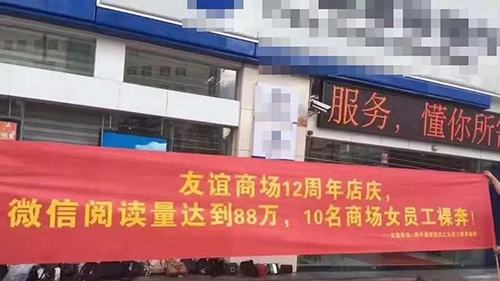 服务，懂你所
友谊商场12周年店庆，
微信阅读量达到88万，10名商场女员工裸奔！